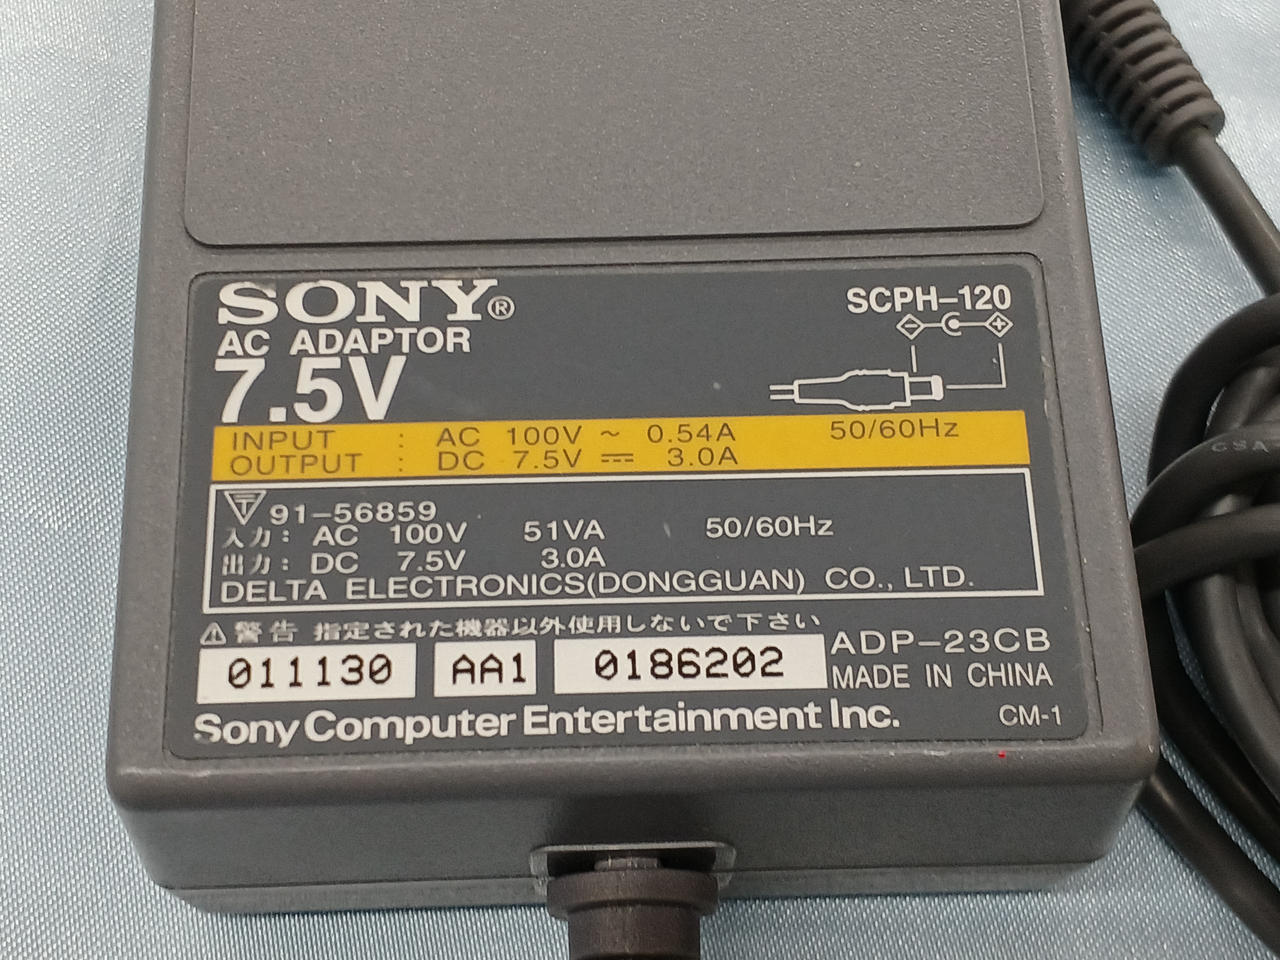 SONY®
AC ADAPTOR
7.5V
SCPH-120
INPUT : AC 100V ~ 0.54A 50/60Hz
OUTPUT : DC 7.5V ⎓ 3.0A
T 91-56859
入力: AC 100V 51VA 50/60Hz
出力: DC 7.5V 3.0A
DELTA ELECTRONICS(DONGGUAN) CO., LTD.
⚠警告 指定された機器以外使用しないで下さい
011130 AA1 0186202
ADP-23CB
MADE IN CHINA
Sony Computer Entertainment Inc.
CM-1
CSA